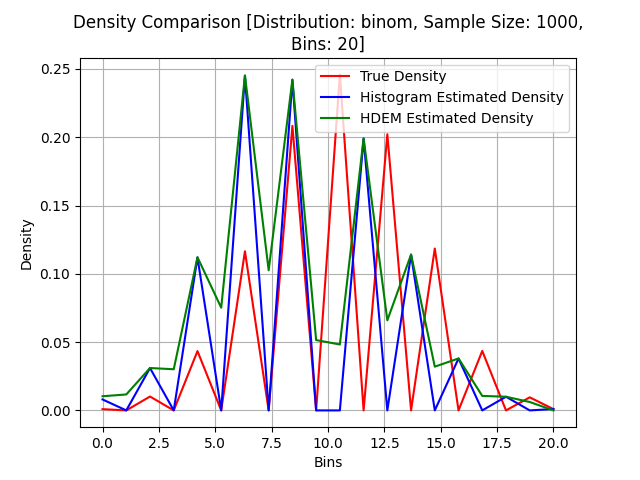 Density Comparison [Distribution: binom, Sample Size: 1000,
Bins: 20]
True Density
Histogram Estimated Density
HDEM Estimated Density
0.25
0.20
0.15
0.10
0.05
0.00
Density
0.0 2.5 5.0 7.5 10.0 12.5 15.0 17.5 20.0
Bins